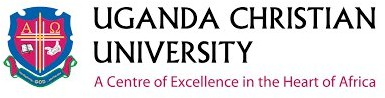 Α Ω
UGANDA CHRISTIAN
UNIVERSITY
A Centre of Excellence in the Heart of Africa